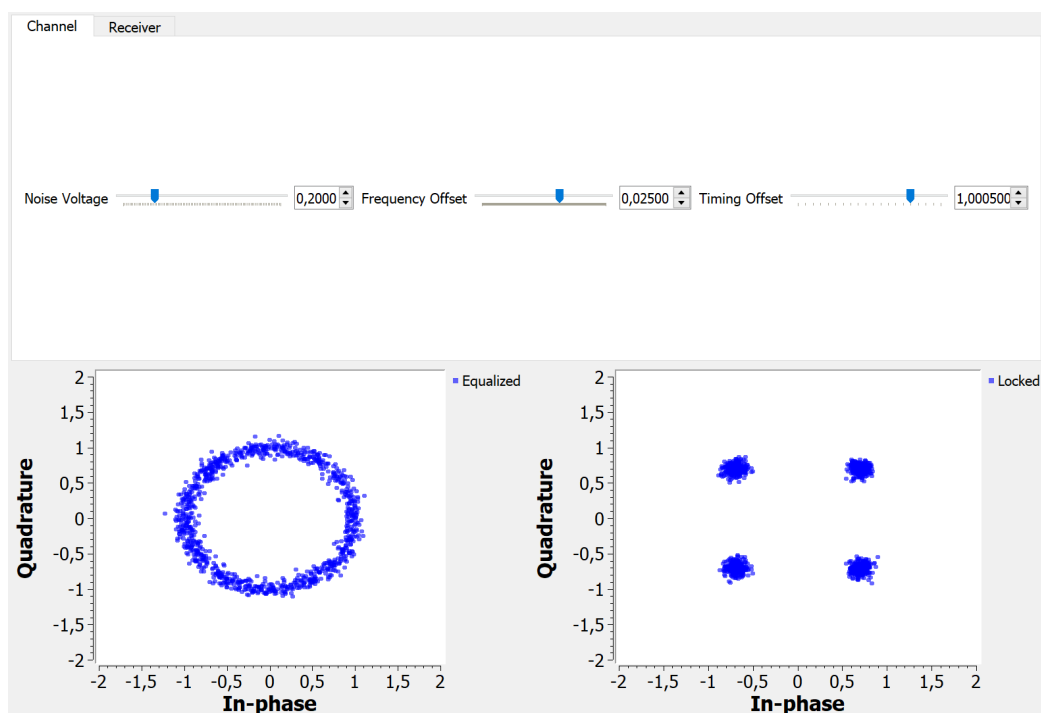 Channel Receiver
Noise Voltage 0,2000 Frequency Offset 0,02500 Timing Offset 1,000500
2
1,5
1
0,5
0
-0,5
-1
-1,5
-2
Quadrature
-2 -1,5 -1 -0,5 0 0,5 1 1,5 2
In-phase
Equalized
2
1,5
1
0,5
0
-0,5
-1
-1,5
-2
Quadrature
-2 -1,5 -1 -0,5 0 0,5 1 1,5 2
In-phase
Locked